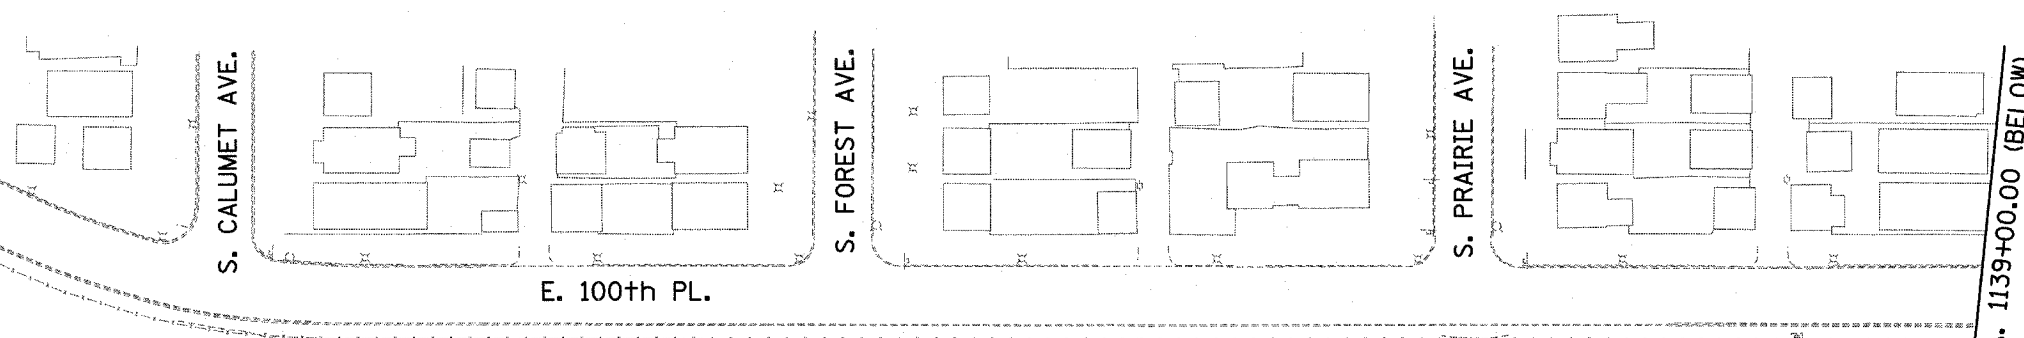 S. CALUMET AVE.
S. FOREST AVE.
S. PRAIRIE AVE.
E. 100th PL.
1139+00.00 (BELOW)